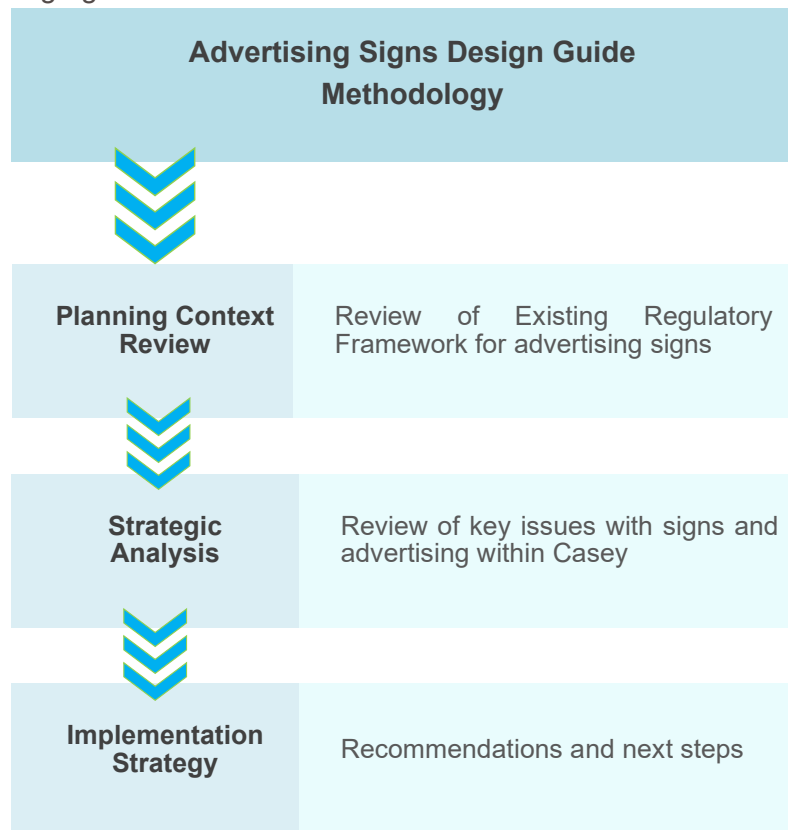 Advertising Signs Design Guide
Methodology
Planning Context
Review
Review of Existing Regulatory
Framework for advertising signs
Strategic
Analysis
Review of key issues with signs and
advertising within Casey
Implementation
Strategy
Recommendations and next steps